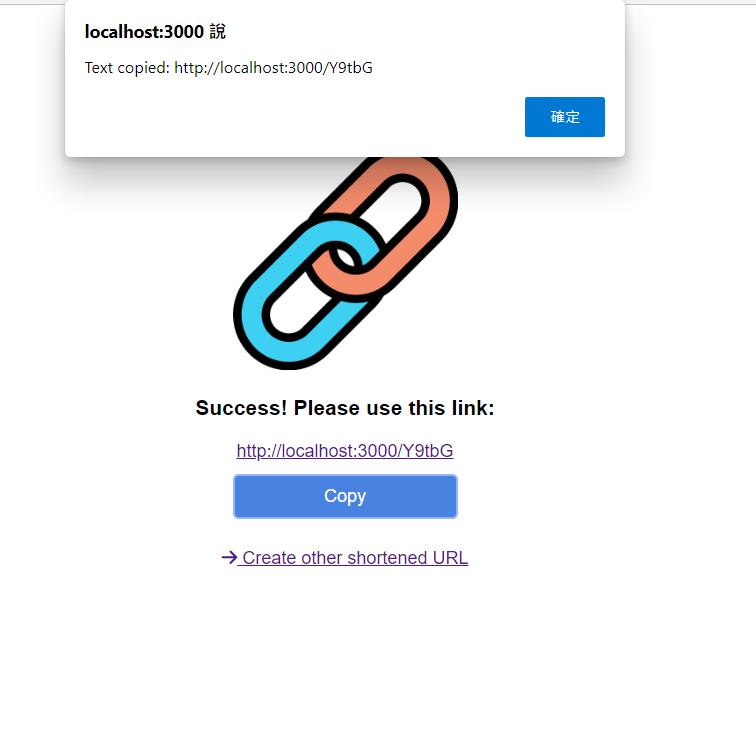 localhost:3000 說
Text copied: http://localhost:3000/Y9tbG
確定
Success! Please use this link:
http://localhost:3000/Y9tbG
Copy
→ Create other shortened URL